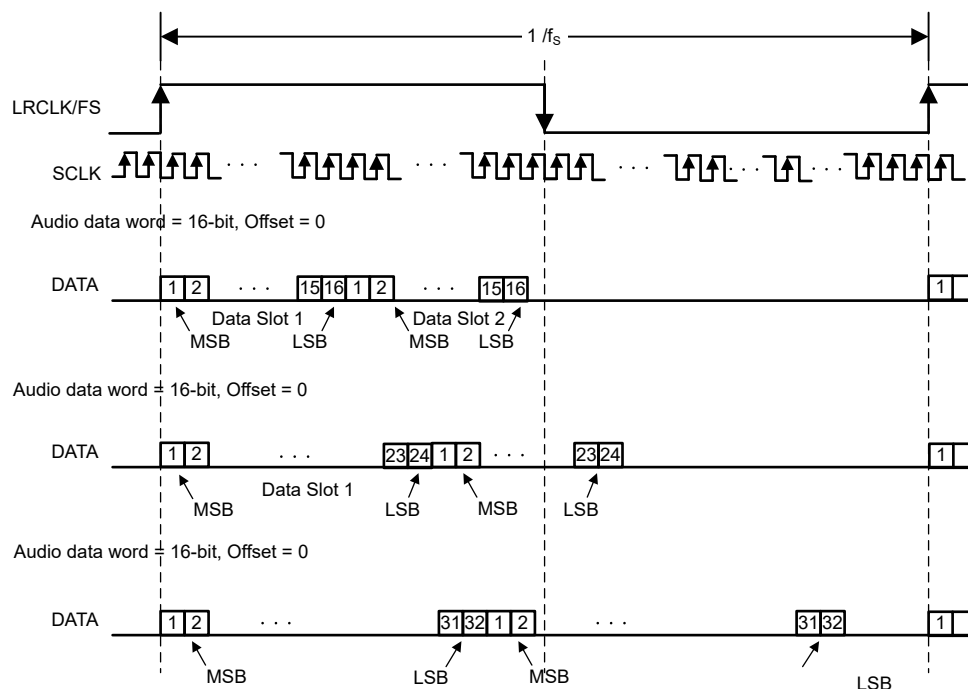 1 /fS
LRCLK/FS
SCLK · · · · · · · · · · · · · · ·
Audio data word = 16-bit, Offset = 0
DATA 1 2 · · · 15 16 1 2 · · · 15 16 1
Data Slot 1 Data Slot 2
MSB LSB MSB LSB
Audio data word = 16-bit, Offset = 0
DATA 1 2 · · · 23 24 1 2 · · · 23 24 1
Data Slot 1
MSB LSB MSB LSB
Audio data word = 16-bit, Offset = 0
DATA 1 2 · · · 31 32 1 2 · · · 31 32 1
MSB LSB MSB LSB